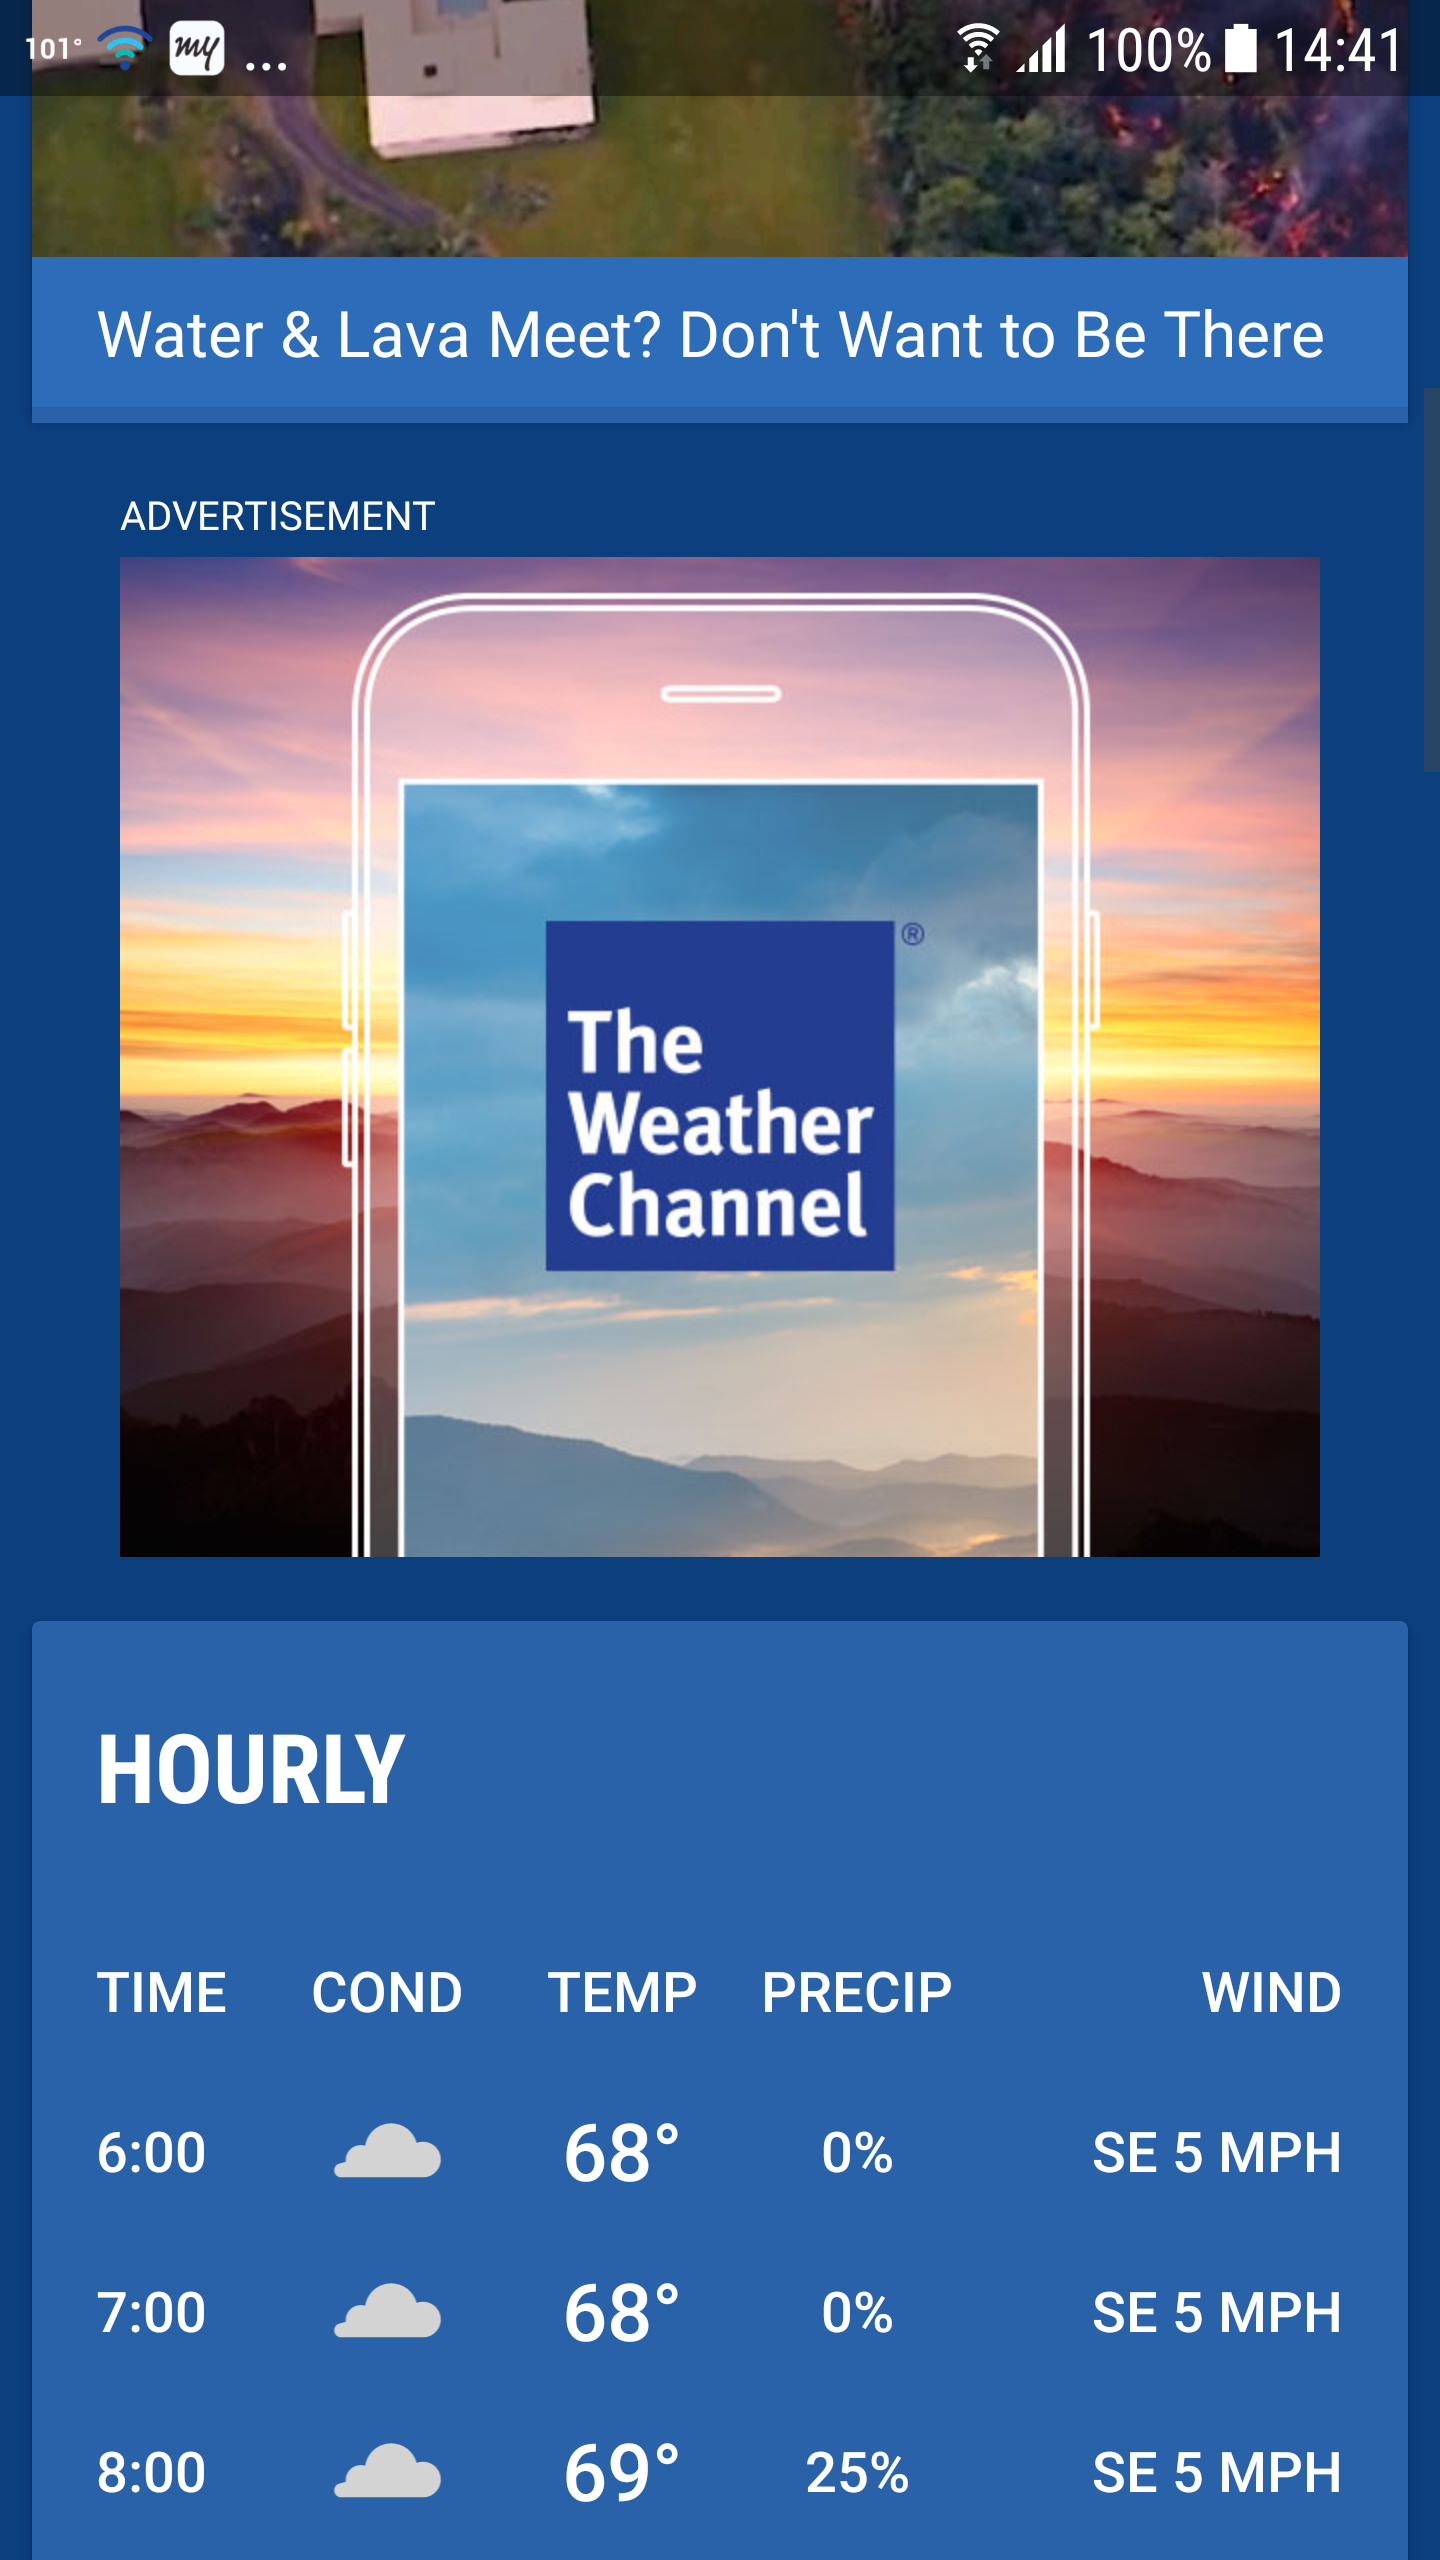 101° my ... 100% 14:41
Water & Lava Meet? Don't Want to Be There
ADVERTISEMENT
The
Weather
Channel
®
HOURLY
TIME COND TEMP PRECIP WIND
6:00 68° 0% SE 5 MPH
7:00 68° 0% SE 5 MPH
8:00 69° 25% SE 5 MPH